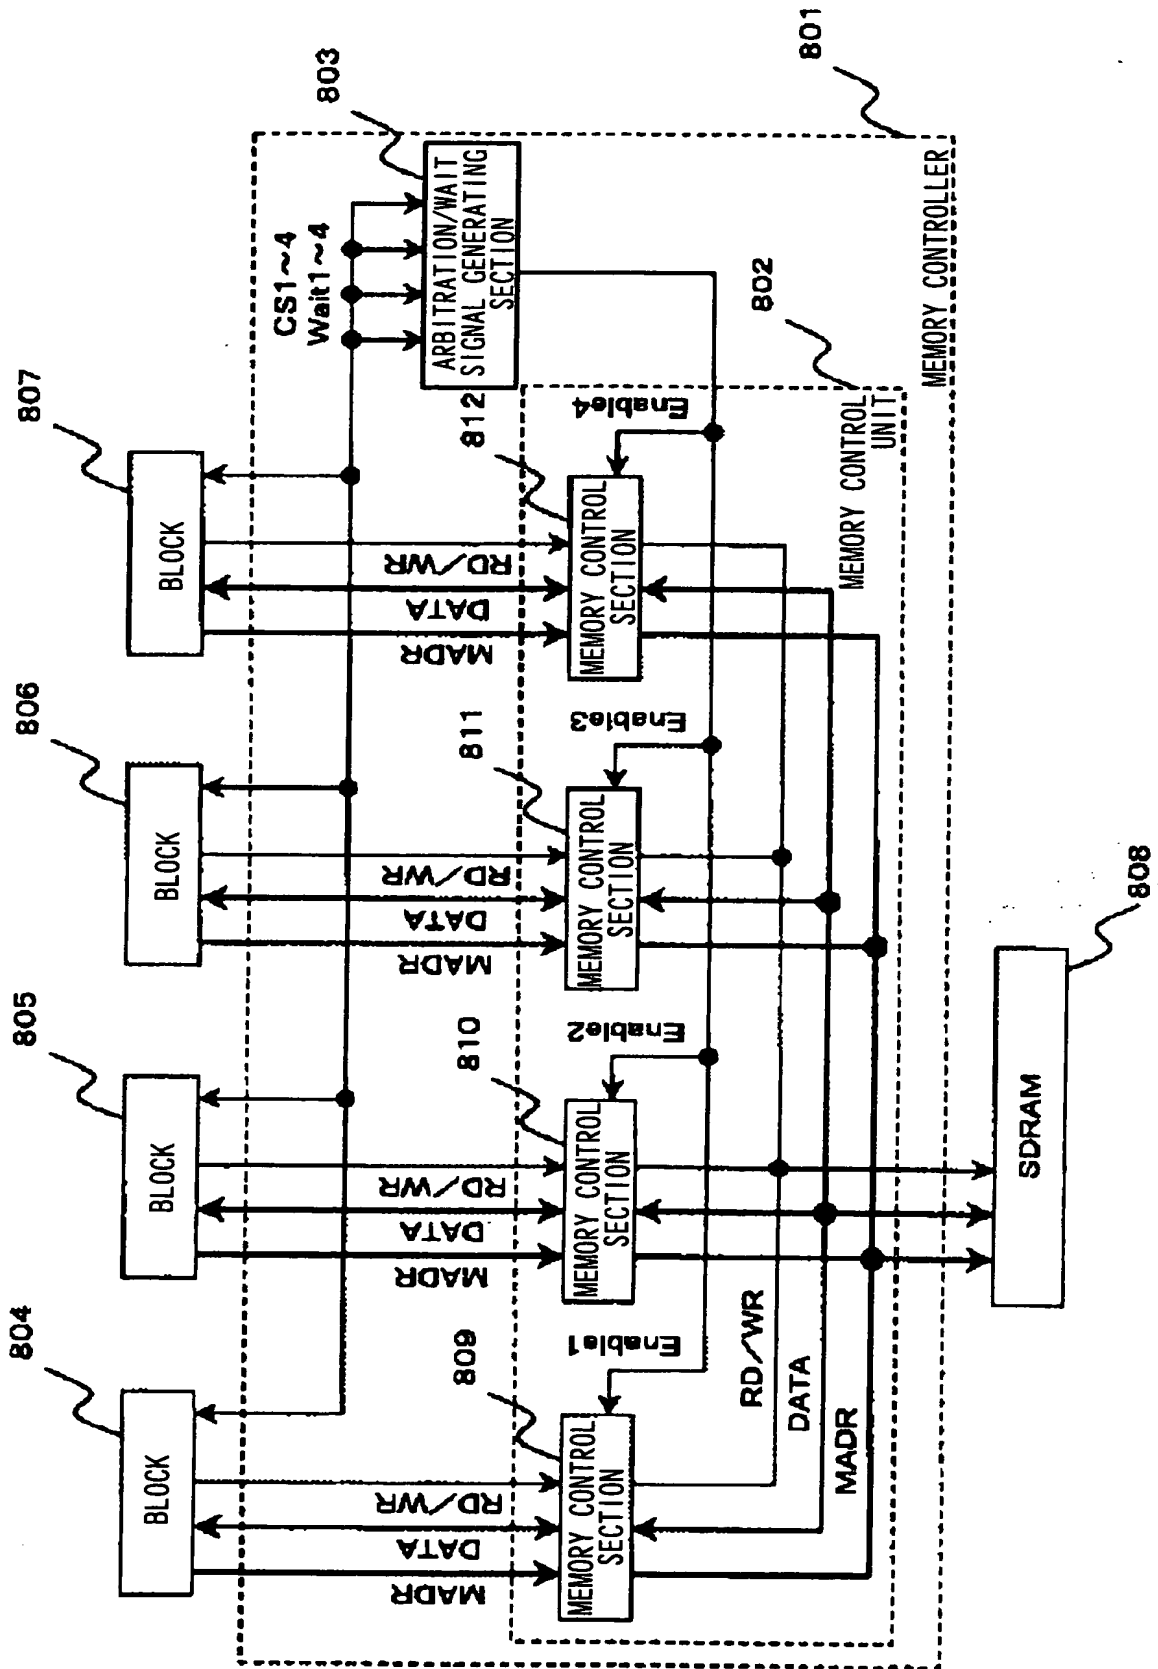 801
803
CS1~4
Wait1~4
ARBITRATION/WAIT
SIGNAL GENERATING
SECTION
802
MEMORY CONTROLLER
807
BLOCK
RD/WR
DATA
MADR
812
MEMORY CONTROL
SECTION
Enable4
MEMORY CONTROL
UNIT
806
BLOCK
RD/WR
DATA
MADR
811
MEMORY CONTROL
SECTION
Enable3
805
BLOCK
RD/WR
DATA
MADR
810
MEMORY CONTROL
SECTION
Enable2
804
BLOCK
RD/WR
DATA
MADR
809
MEMORY CONTROL
SECTION
Enable1
RD/WR
DATA
MADR
SDRAM
808